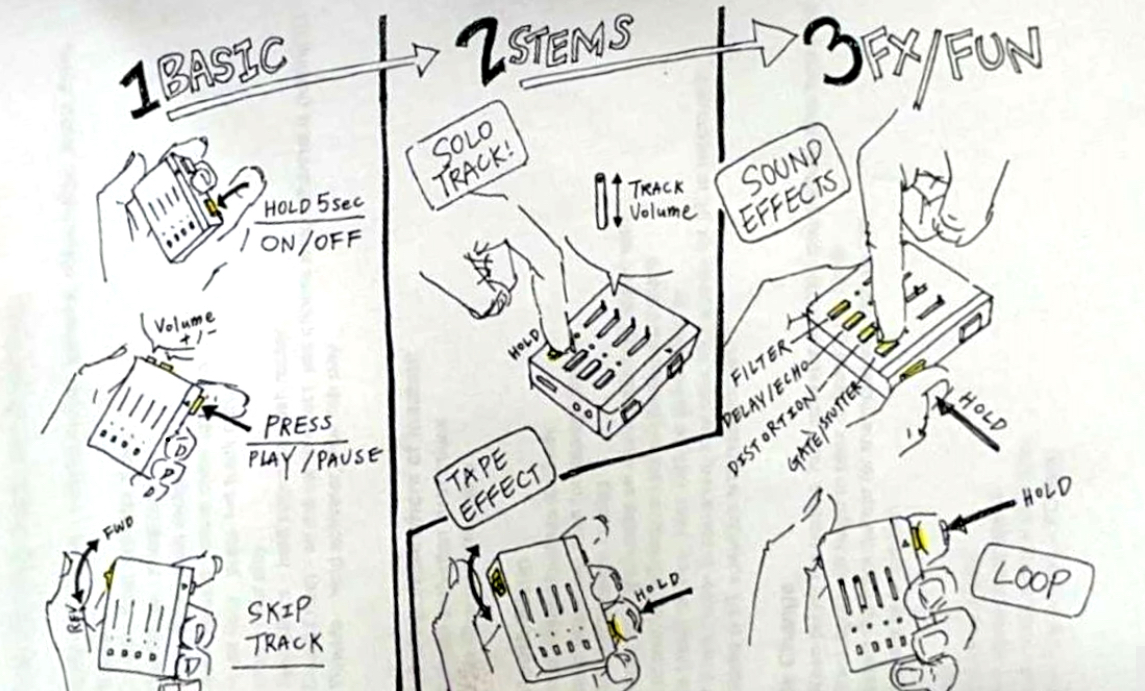 1 BASIC
HOLD 5sec
ON/OFF
Volume
+ -
PRESS
PLAY/PAUSE
FWD
REV
SKIP
TRACK
2 STEMS
SOLO
TRACK!
TRACK
Volume
HOLD
TAPE
EFFECT
HOLD
3 FX/FUN
SOUND
EFFECTS
FILTER
DELAY/ECHO
DISTORTION
GATE/STUTTER
HOLD
HOLD
LOOP